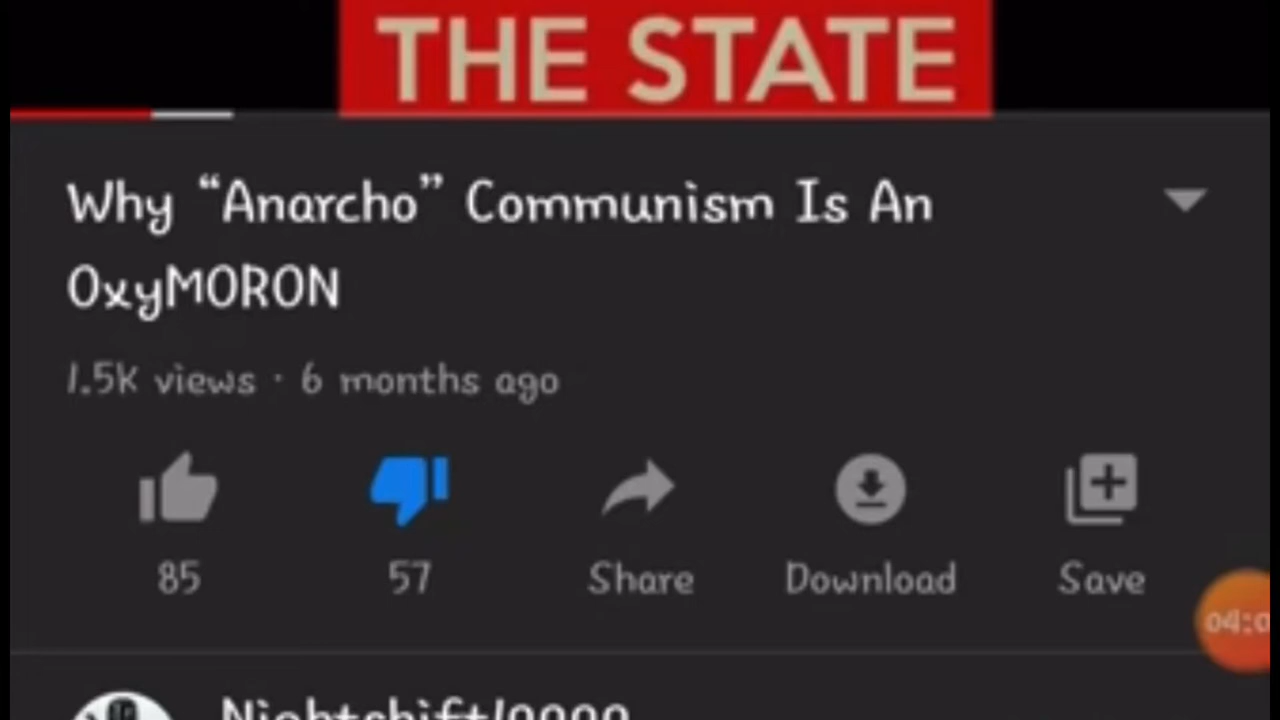 THE STATE
Why “Anarcho” Communism Is An
OxyMORON
1.5K views · 6 months ago
85 57 Share Download Save